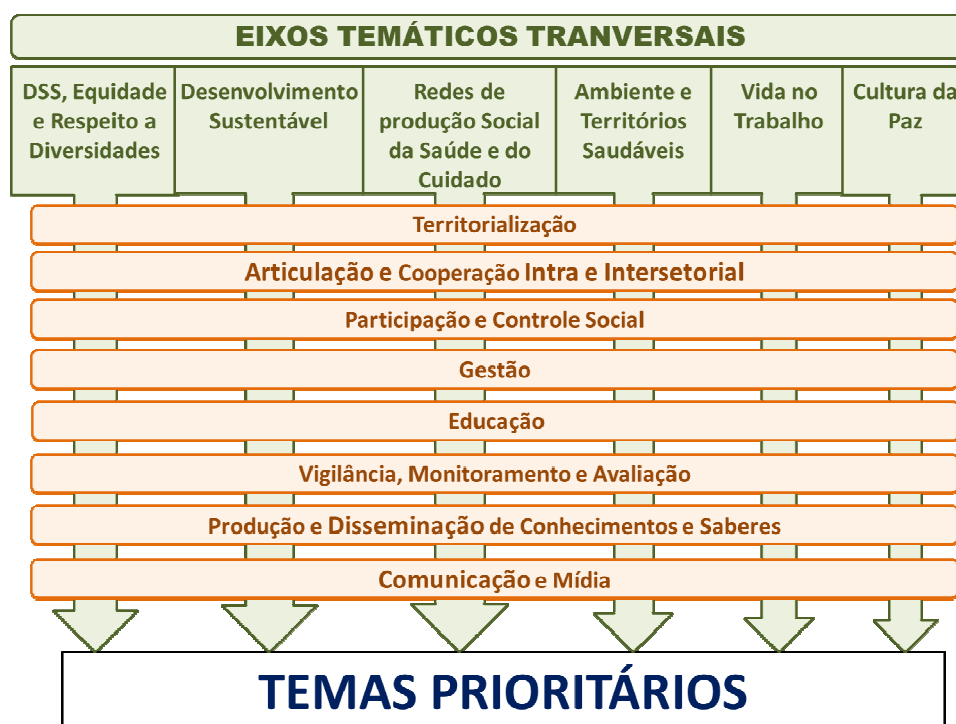 EIXOS TEMÁTICOS TRANVERSAIS
DSS, Equidade
e Respeito a
Diversidades
Desenvolvimento
Sustentável
Redes de
produção Social
da Saúde e do
Cuidado
Ambiente e
Territórios
Saudáveis
Vida no
Trabalho
Cultura da
Paz
Territorialização
Articulação e Cooperação Intra e Intersetorial
Participação e Controle Social
Gestão
Educação
Vigilância, Monitoramento e Avaliação
Produção e Disseminação de Conhecimentos e Saberes
Comunicação e Mídia
TEMAS PRIORITÁRIOS